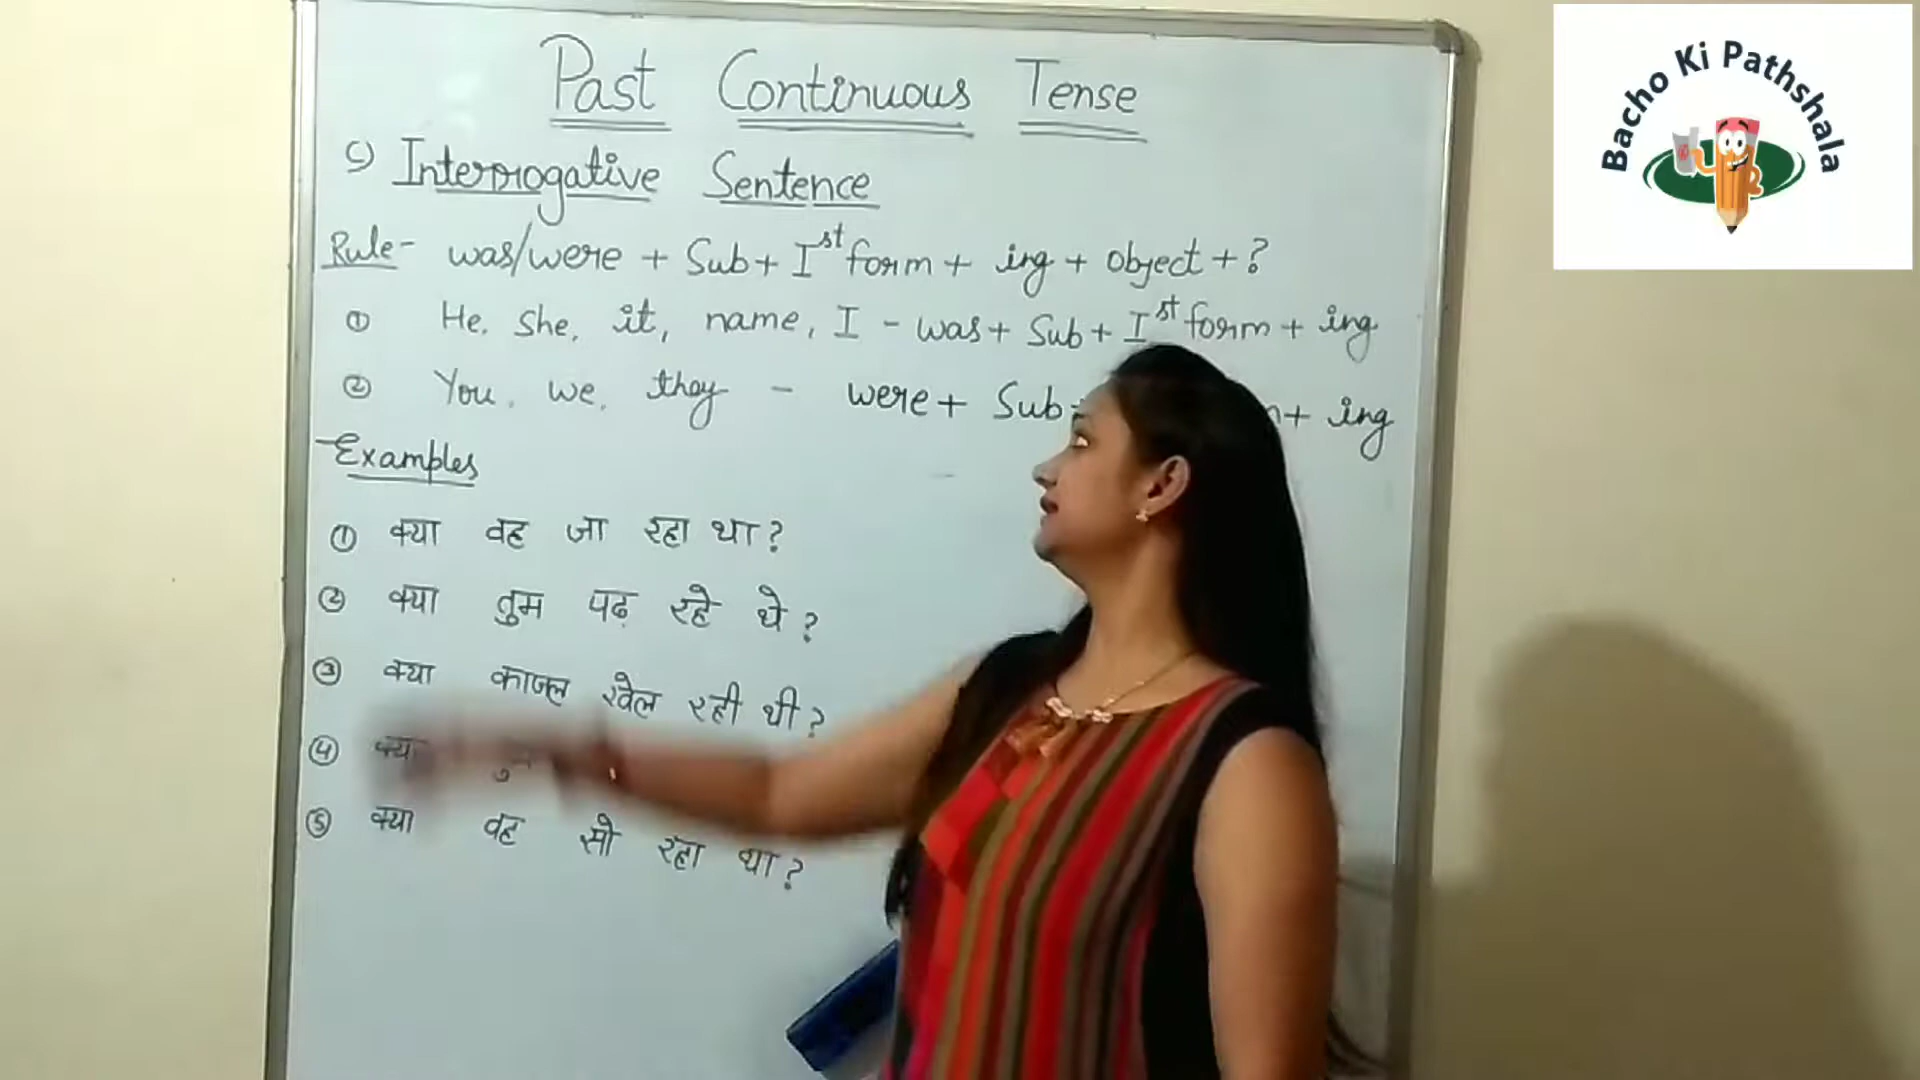 Past Continuous Tense
C) Interrogative Sentence
Rule- was/were + Sub + Ist form + ing + object + ?
① He, She, it, name, I - was + Sub + Ist form + ing
② You, we, they - were + Sub + ing
Examples
① क्या वह जा रहा था?
② क्या तुम पढ़ रहे थे?
③ क्या काजल खेल रही थी?
④ क्या
⑤ क्या वह सो रहा था?
Bacho Ki Pathshala